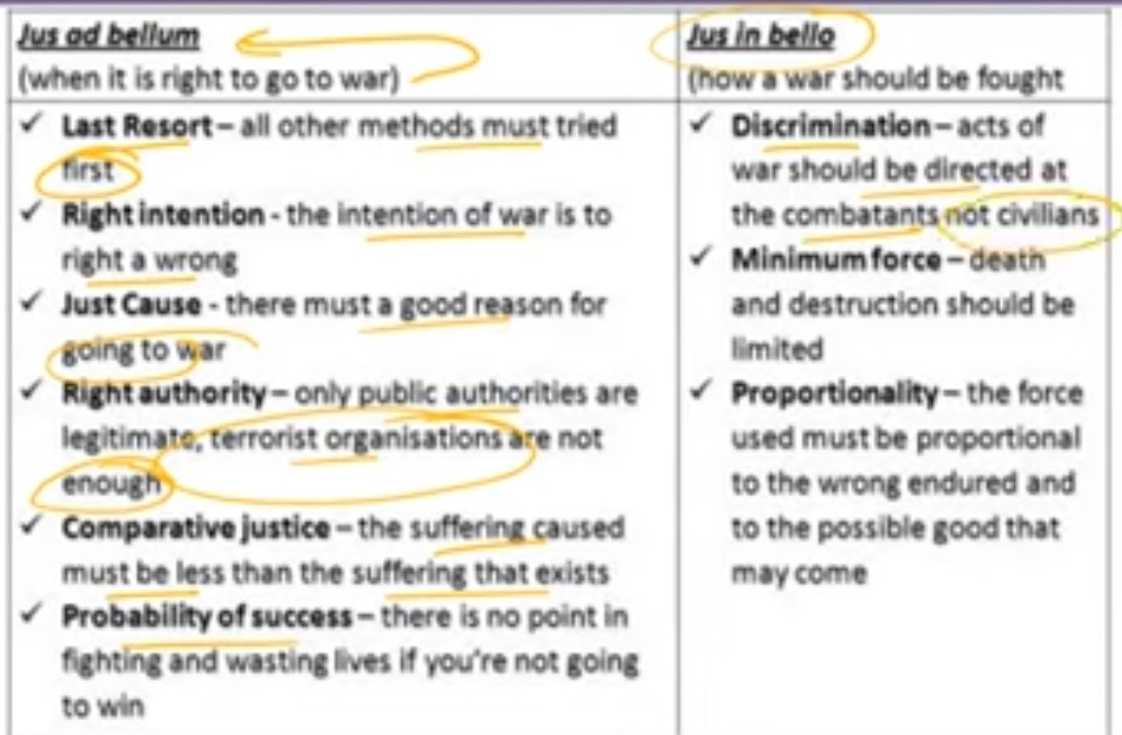 Jus ad bellum
(when it is right to go to war)
✓ Last Resort – all other methods must tried
first
✓ Right intention - the intention of war is to
right a wrong
✓ Just Cause - there must a good reason for
going to war
✓ Right authority – only public authorities are
legitimate, terrorist organisations are not
enough
✓ Comparative justice – the suffering caused
must be less than the suffering that exists
✓ Probability of success – there is no point in
fighting and wasting lives if you're not going
to win
Jus in bello
(how a war should be fought
✓ Discrimination – acts of
war should be directed at
the combatants not civilians
✓ Minimum force – death
and destruction should be
limited
✓ Proportionality – the force
used must be proportional
to the wrong endured and
to the possible good that
may come